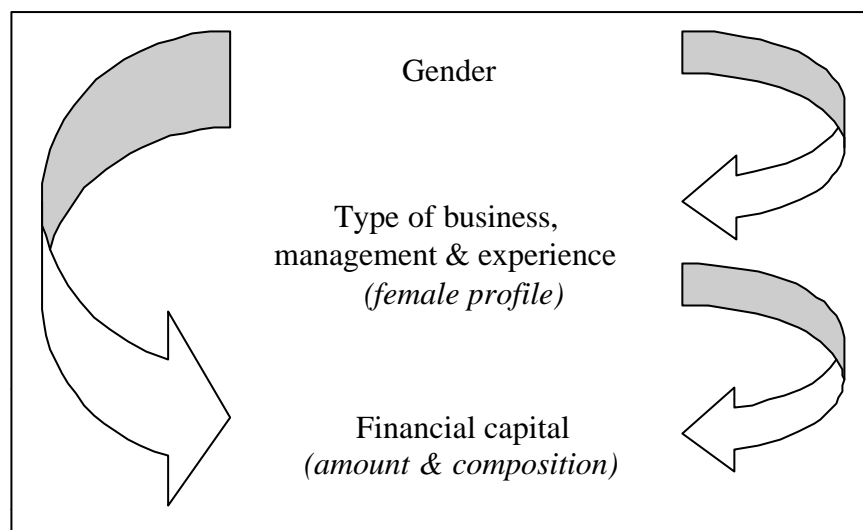 Gender
Type of business,
management & experience
(female profile)
Financial capital
(amount & composition)